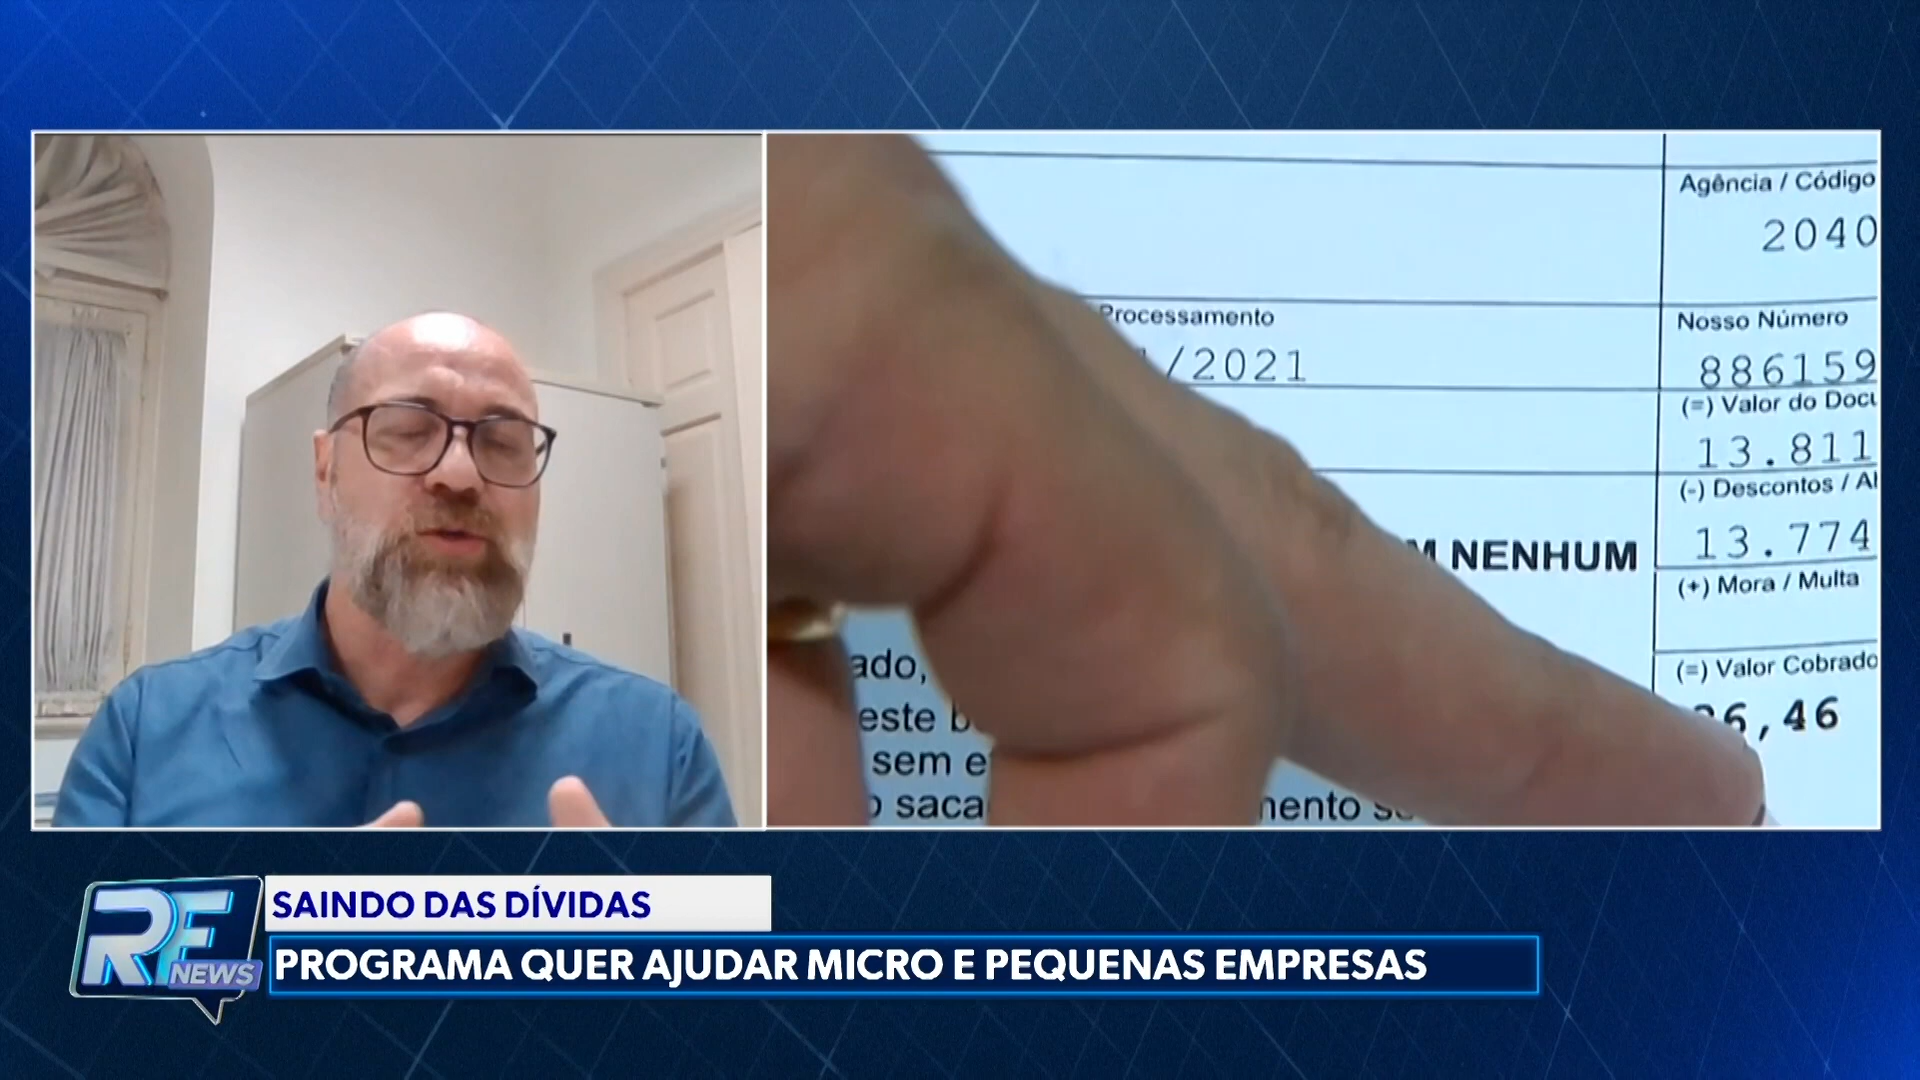 Agência / Código
2040
Processamento
/2021
Nosso Número
886159
(=) Valor do Docu
13.811
(-) Descontos / Al
13.774
NENHUM
(+) Mora / Multa
(=) Valor Cobrado
ado,
6,46
este b
sem e
saca
mento
RF NEWS
SAINDO DAS DÍVIDAS
PROGRAMA QUER AJUDAR MICRO E PEQUENAS EMPRESAS